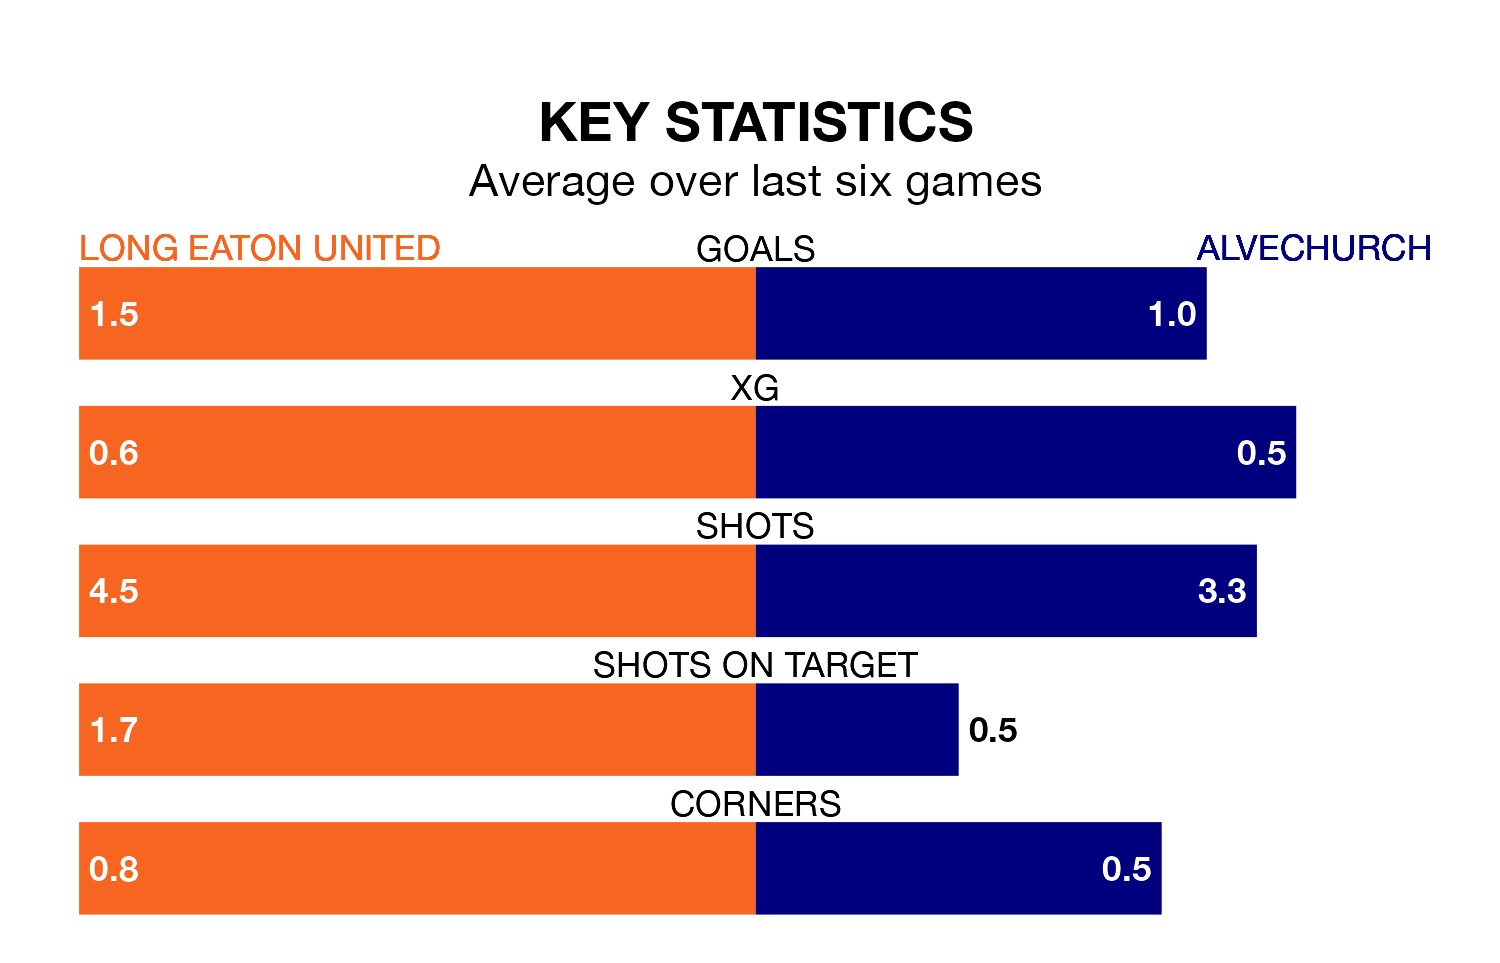 KEY STATISTICS
Average over last six games
LONG EATON UNITED GOALS ALVECHURCH
1.5 1.0
XG
0.6 0.5
SHOTS
4.5 3.3
SHOTS ON TARGET
1.7 0.5
CORNERS
0.8 0.5